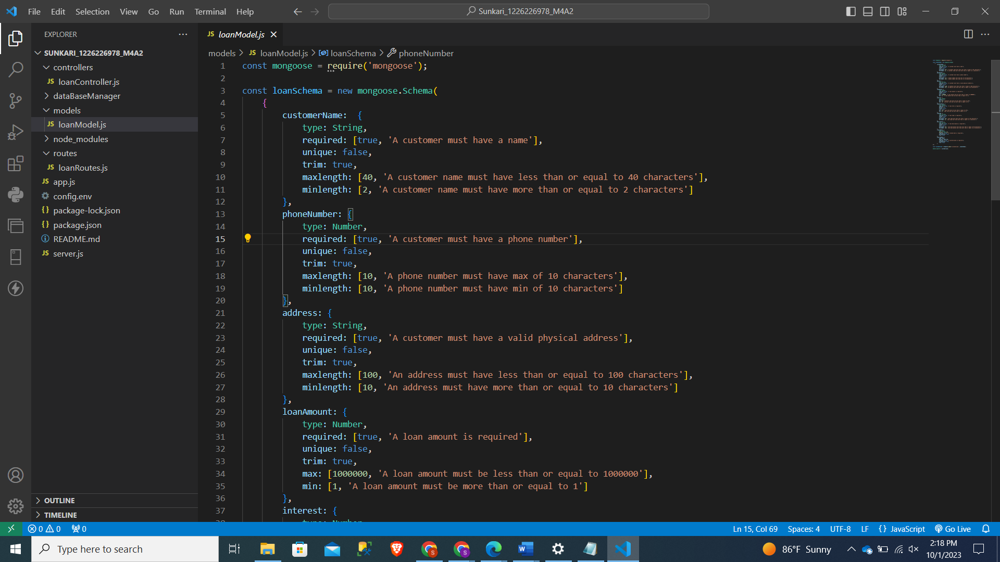 File Edit Selection View Go Run Terminal Help
Sunkari_1226226978_M4A2
EXPLORER
SUNKARI_1226226978_M4A2
controllers
JS loanController.js
dataBaseManager
models
JS loanModel.js
node_modules
routes
JS loanRoutes.js
JS app.js
config.env
{} package-lock.json
{} package.json
README.md
JS server.js
OUTLINE
TIMELINE
JS loanModel.js
models > JS loanModel.js > loanSchema > phoneNumber
1 const mongoose = require('mongoose');
2
3 const loanSchema = new mongoose.Schema(
4 {
5 customerName:  {
6 type: String,
7 required: [true, 'A customer must have a name'],
8 unique: false,
9 trim: true,
10 maxlength: [40, 'A customer name must have less than or equal to 40 characters'],
11 minlength: [2, 'A customer name must have more than or equal to 2 characters']
12 },
13 phoneNumber: {
14 type: Number,
15 required: [true, 'A customer must have a phone number'],
16 unique: false,
17 trim: true,
18 maxlength: [10, 'A phone number must have max of 10 characters'],
19 minlength: [10, 'A phone number must have min of 10 characters']
20 },
21 address: {
22 type: String,
23 required: [true, 'A customer must have a valid physical address'],
24 unique: false,
25 trim: true,
26 maxlength: [100, 'An address must have less than or equal to 100 characters'],
27 minlength: [10, 'An address must have more than or equal to 10 characters']
28 },
29 loanAmount: {
30 type: Number,
31 required: [true, 'A loan amount is required'],
32 unique: false,
33 trim: true,
34 max: [1000000, 'A loan amount must be less than or equal to 1000000'],
35 min: [1, 'A loan amount must be more than or equal to 1']
36 },
37 interest: {
38 type: Number,
0 0 0 Ln 15, Col 69 Spaces: 4 UTF-8 LF {} JavaScript Go Live
Type here to search
86°F Sunny
2:18 PM
10/1/2023